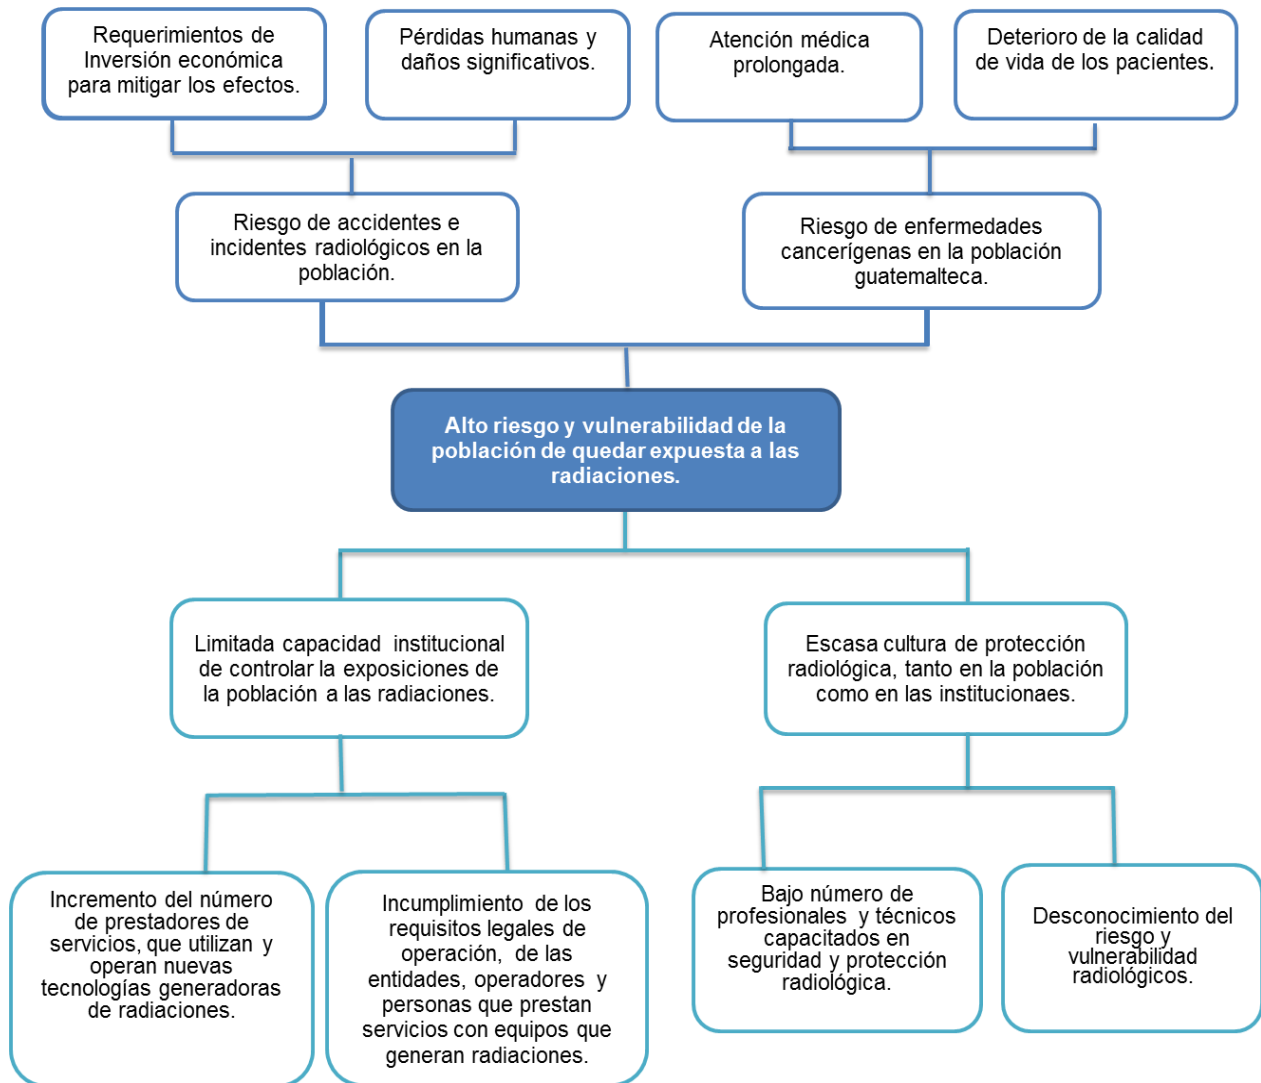 Requerimientos de
Inversión económica
para mitigar los efectos.
Pérdidas humanas y
daños significativos.
Atención médica
prolongada.
Deterioro de la calidad
de vida de los pacientes.
Riesgo de accidentes e
incidentes radiológicos en la
población.
Riesgo de enfermedades
cancerígenas en la población
guatemalteca.
Alto riesgo y vulnerabilidad de la
población de quedar expuesta a las
radiaciones.
Limitada capacidad institucional
de controlar la exposiciones de
la población a las radiaciones.
Escasa cultura de protección
radiológica, tanto en la población
como en las institucionaes.
Incremento del número
de prestadores de
servicios, que utilizan y
operan nuevas
tecnologías generadoras
de radiaciones.
Incumplimiento de los
requisitos legales de
operación, de las
entidades, operadores y
personas que prestan
servicios con equipos que
generan radiaciones.
Bajo número de
profesionales y técnicos
capacitados en
seguridad y protección
radiológica.
Desconocimiento del
riesgo y
vulnerabilidad
radiológicos.